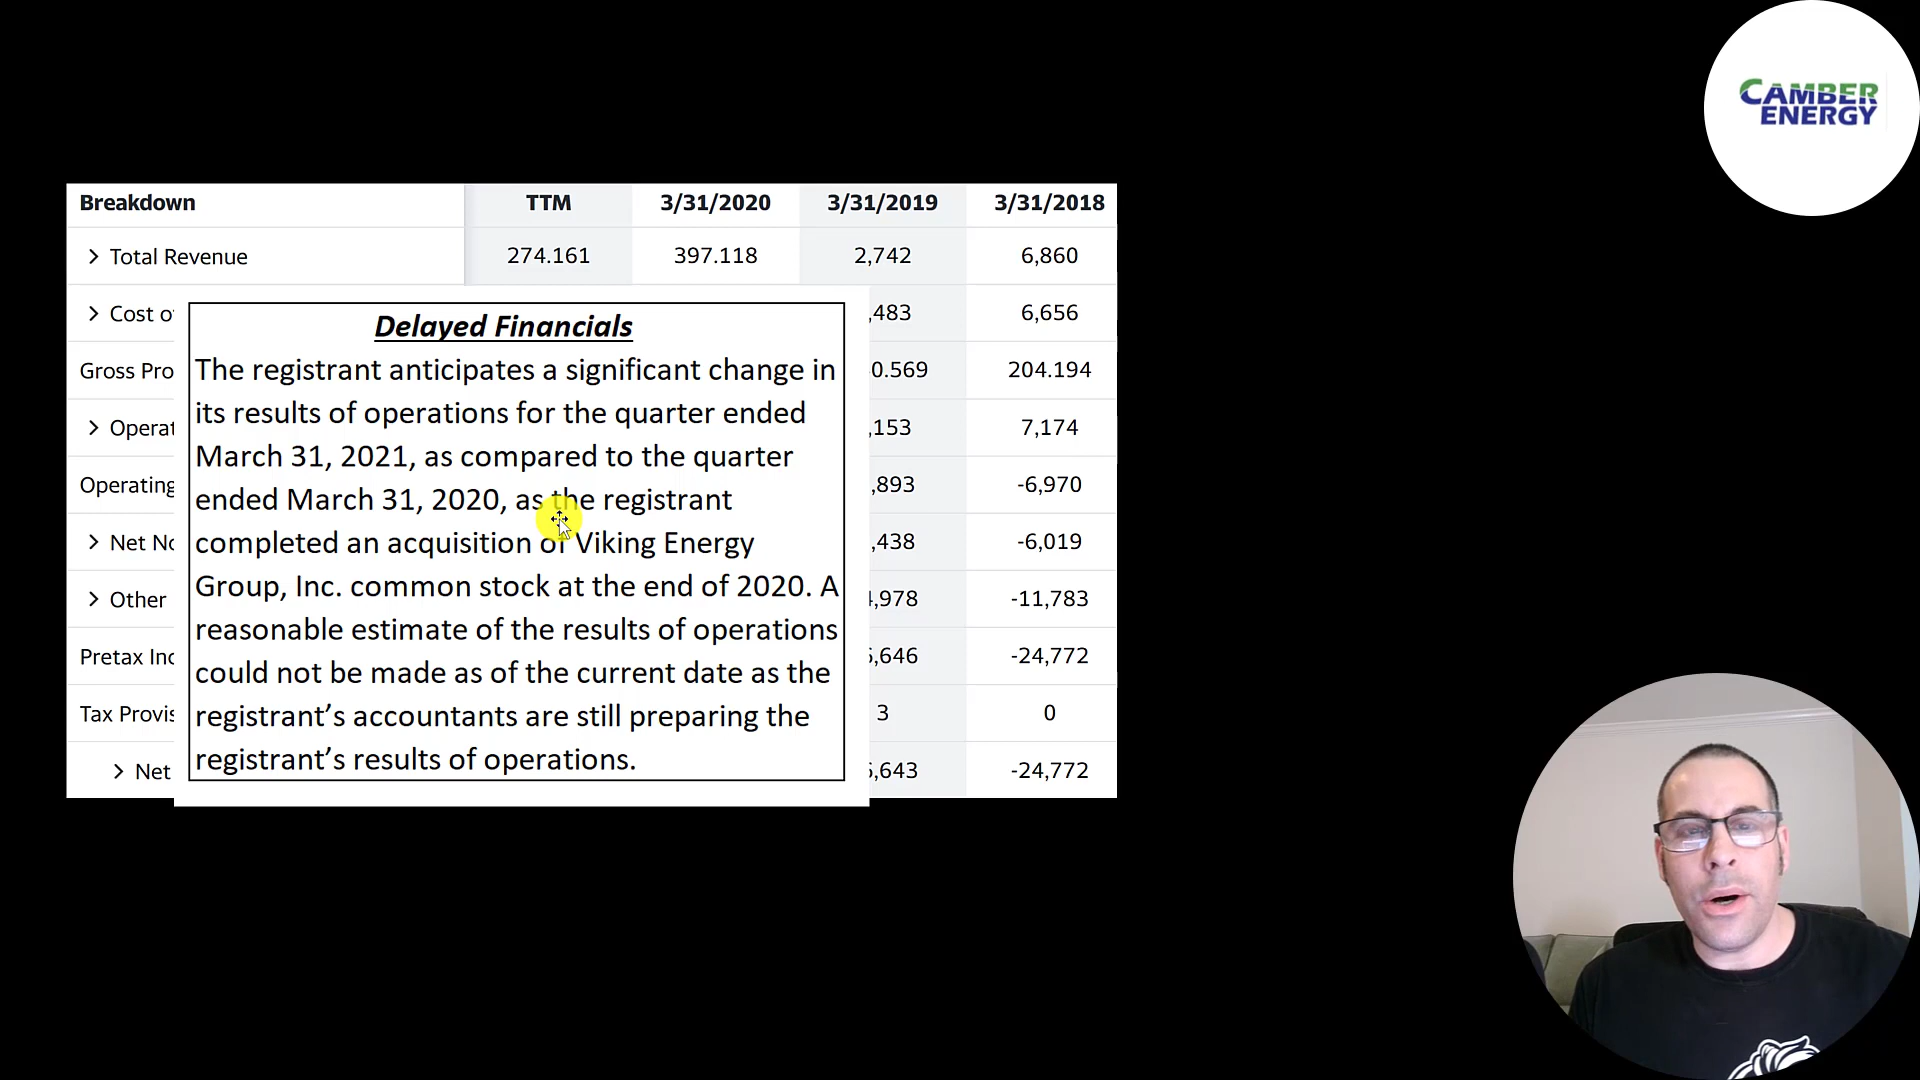 CAMBER
ENERGY
Breakdown TTM 3/31/2020 3/31/2019 3/31/2018
Total Revenue 274.161 397.118 2,742 6,860
Cost ,483 6,656
Gross 0.569 204.194
,153 7,174
Operating ,893 -6,970
Net ,438 -6,019
Other ,978 -11,783
Pretax ,646 -24,772
Tax 3 0
Net ,643 -24,772
Delayed Financials
The registrant anticipates a significant change in
its results of operations for the quarter ended
March 31, 2021, as compared to the quarter
ended March 31, 2020, as the registrant
completed an acquisition of Viking Energy
Group, Inc. common stock at the end of 2020. A
reasonable estimate of the results of operations
could not be made as of the current date as the
registrant’s accountants are still preparing the
registrant’s results of operations.